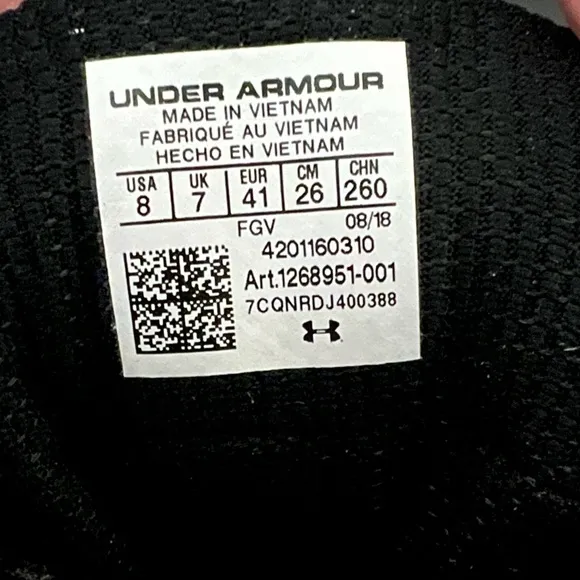 UNDER ARMOUR
MADE IN VIETNAM
FABRIQUÉ AU VIETNAM
HECHO EN VIETNAM
USA UK EUR CM CHN
8 7 41 26 260
FGV 08/18
4201160310
Art.1268951-001
7CQNRDJ400388